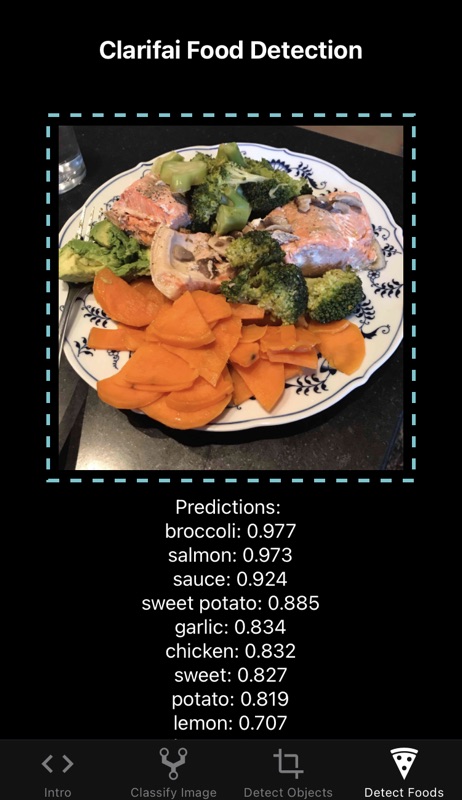 Clarifai Food Detection
Predictions:
broccoli: 0.977
salmon: 0.973
sauce: 0.924
sweet potato: 0.885
garlic: 0.834
chicken: 0.832
sweet: 0.827
potato: 0.819
lemon: 0.707
Intro
Classify Image
Detect Objects
Detect Foods